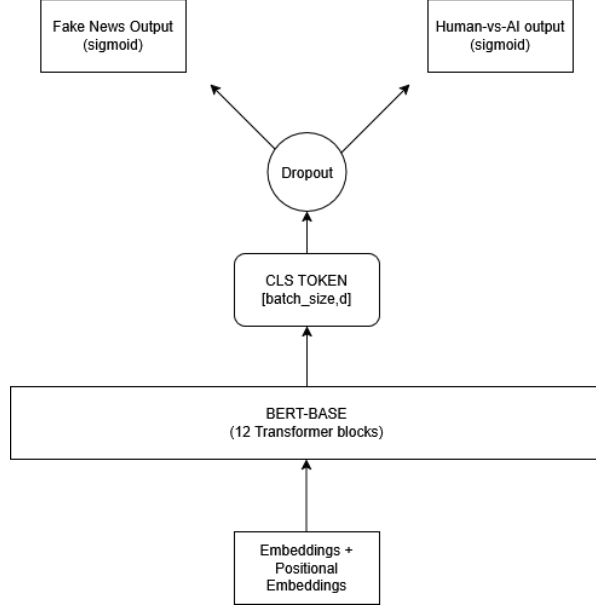 Fake News Output
(sigmoid)
Human-vs-AI output
(sigmoid)
Dropout
CLS TOKEN
[batch_size,d]
BERT-BASE
(12 Transformer blocks)
Embeddings +
Positional
Embeddings